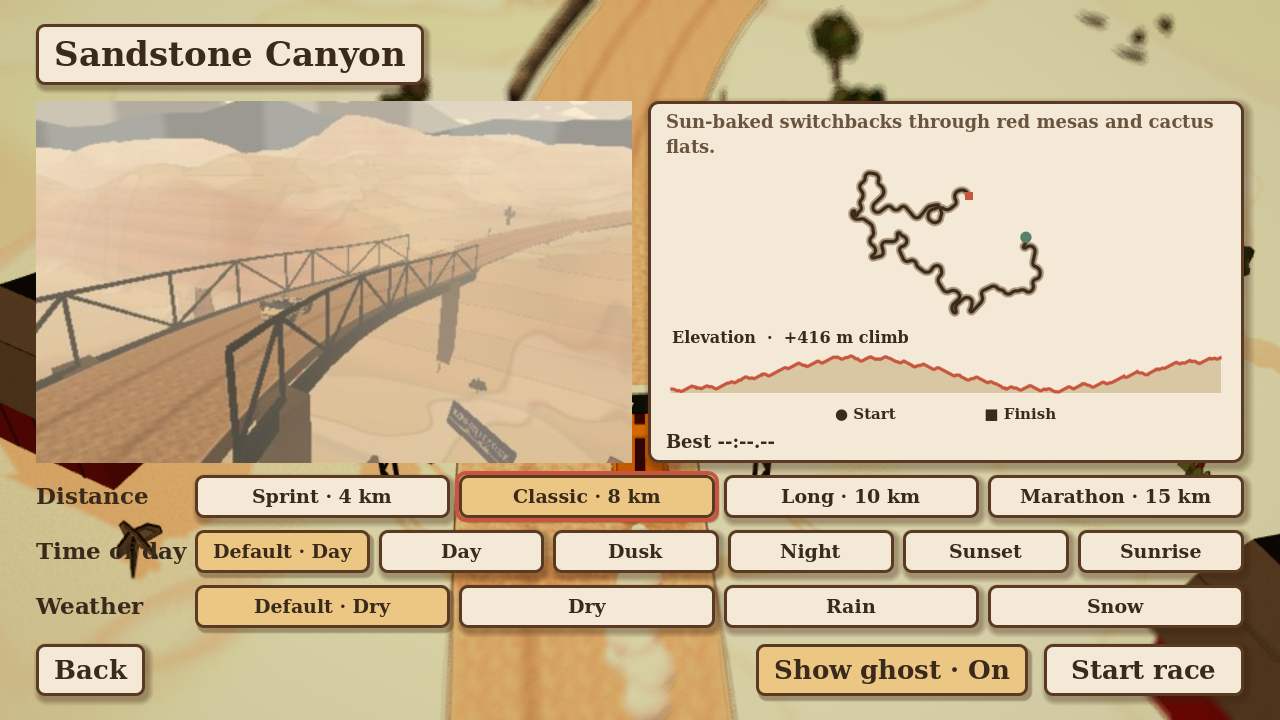 Sandstone Canyon
Sun-baked switchbacks through red mesas and cactus
flats.
Elevation · +416 m climb
● Start ■ Finish
Best --:--.--
Distance
Sprint · 4 km
Classic · 8 km
Long · 10 km
Marathon · 15 km
Time of day
Default · Day
Day
Dusk
Night
Sunset
Sunrise
Weather
Default · Dry
Dry
Rain
Snow
Back
Show ghost · On
Start race